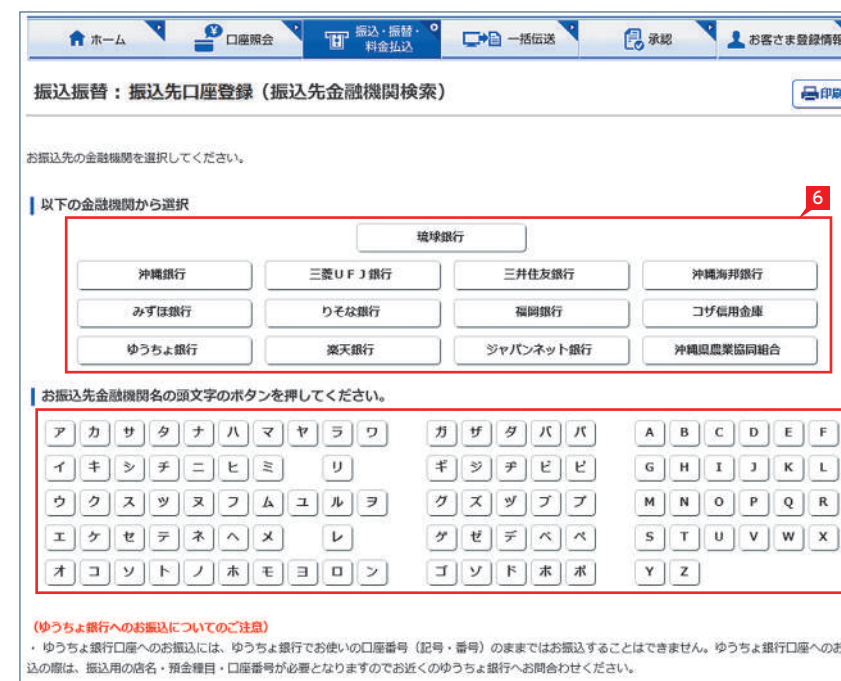 ホーム 口座照会 振込・振替・ 一括伝送 承認 お客さま登録情報
料金払込
振込振替：振込先口座登録（振込先金融機関検索）
印刷
お振込先の金融機関を選択してください。
以下の金融機関から選択
6
琉球銀行
沖縄銀行 三菱ＵＦＪ銀行 三井住友銀行 沖縄海邦銀行
みずほ銀行 りそな銀行 福岡銀行 コザ信用金庫
ゆうちょ銀行 楽天銀行 ジャパンネット銀行 沖縄県農業協同組合
お振込先金融機関名の頭文字のボタンを押してください。
ア カ サ タ ナ ハ マ ヤ ラ ワ ガ ザ ダ バ パ A B C D E F
イ キ シ チ ニ ヒ ミ リ ギ ジ ヂ ビ ピ G H I J K L
ウ ク ス ツ ヌ フ ム ユ ル ヲ グ ズ ヅ ブ プ M N O P Q R
エ ケ セ テ ネ ヘ メ レ ゲ ゼ デ ベ ペ S T U V W X
オ コ ソ ト ノ ホ モ ヨ ロ ン ゴ ゾ ド ボ ポ Y Z
（ゆうちょ銀行へのお振込についてのご注意）
・ゆうちょ銀行口座へのお振込には、ゆうちょ銀行でお使いの口座番号（記号・番号）のままではお振込することはできません。ゆうちょ銀行口座へのお
込の際は、振込用の店名・預金種目・口座番号が必要となりますのでお近くのゆうちょ銀行へお問合わせください。